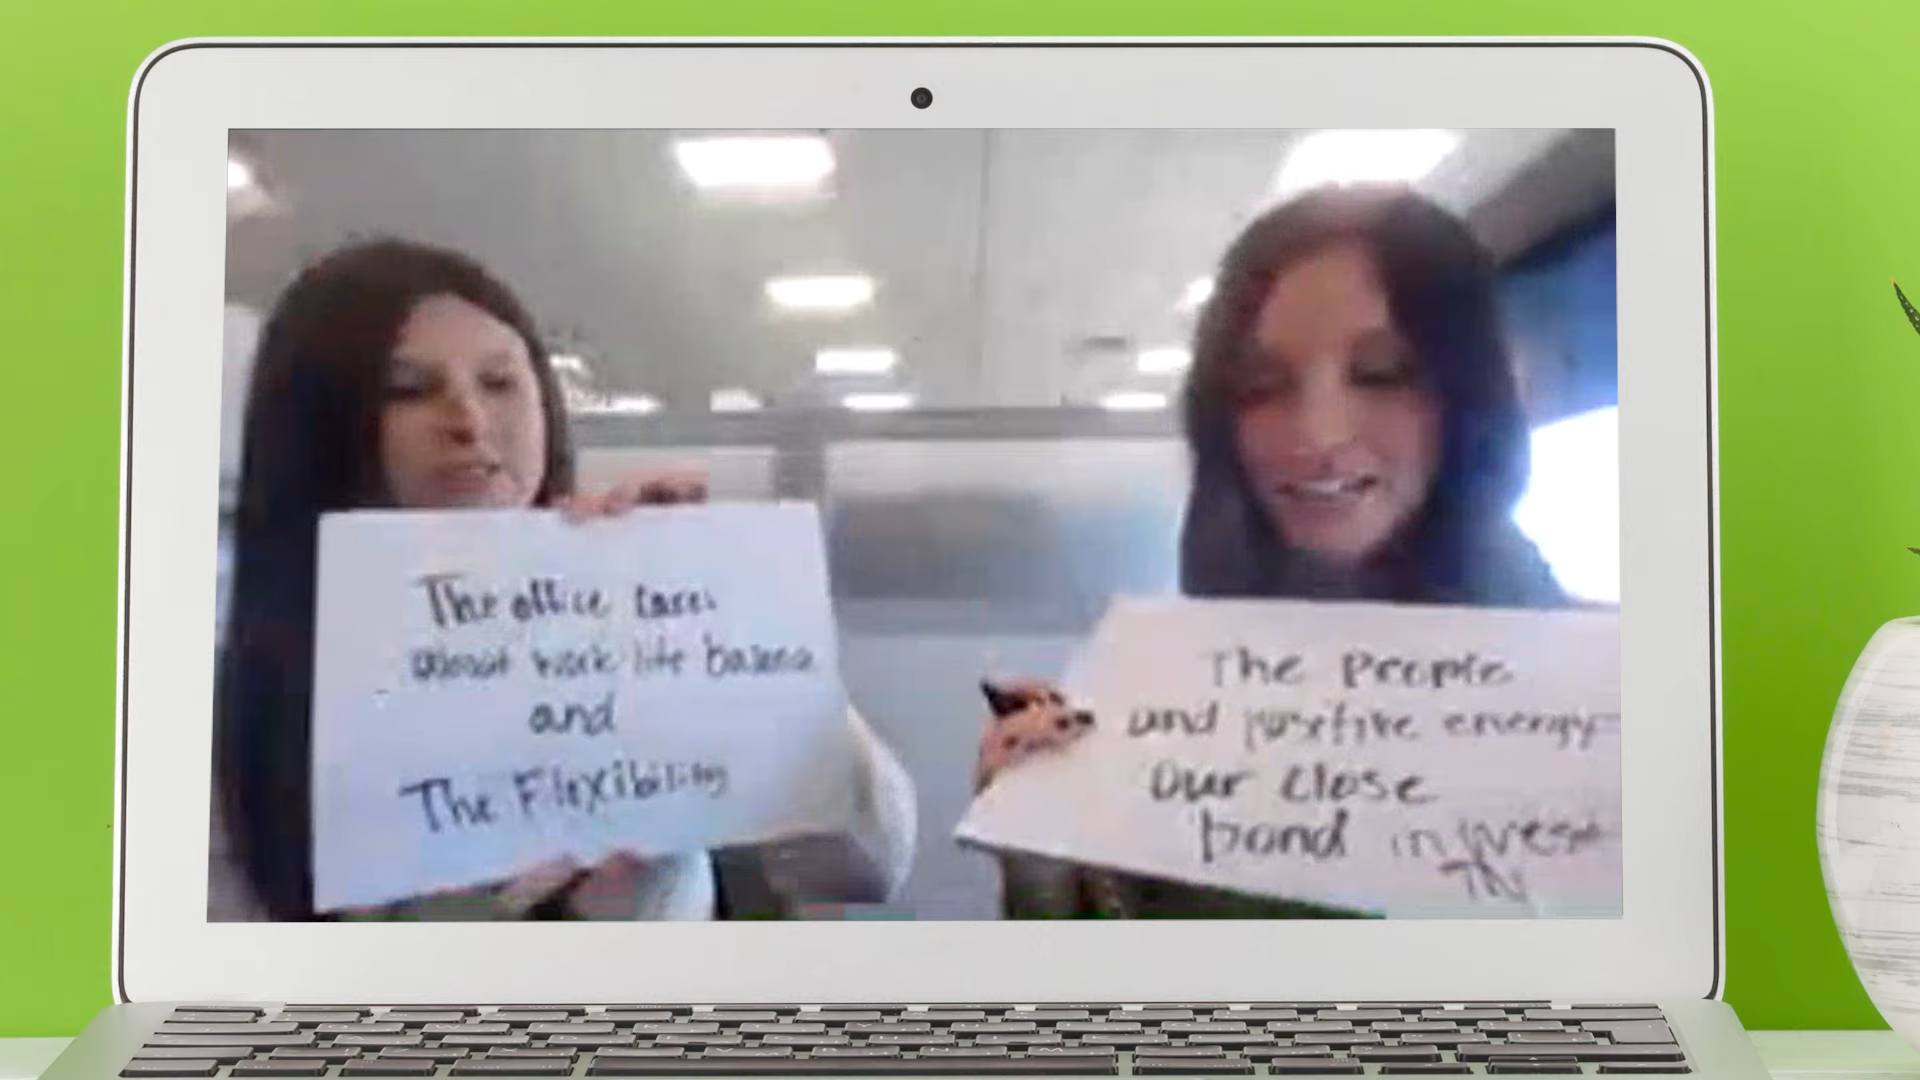 The office cares
about work life balance
and
The Flexibility
The People
and positive energy
our close
bond in West
TN